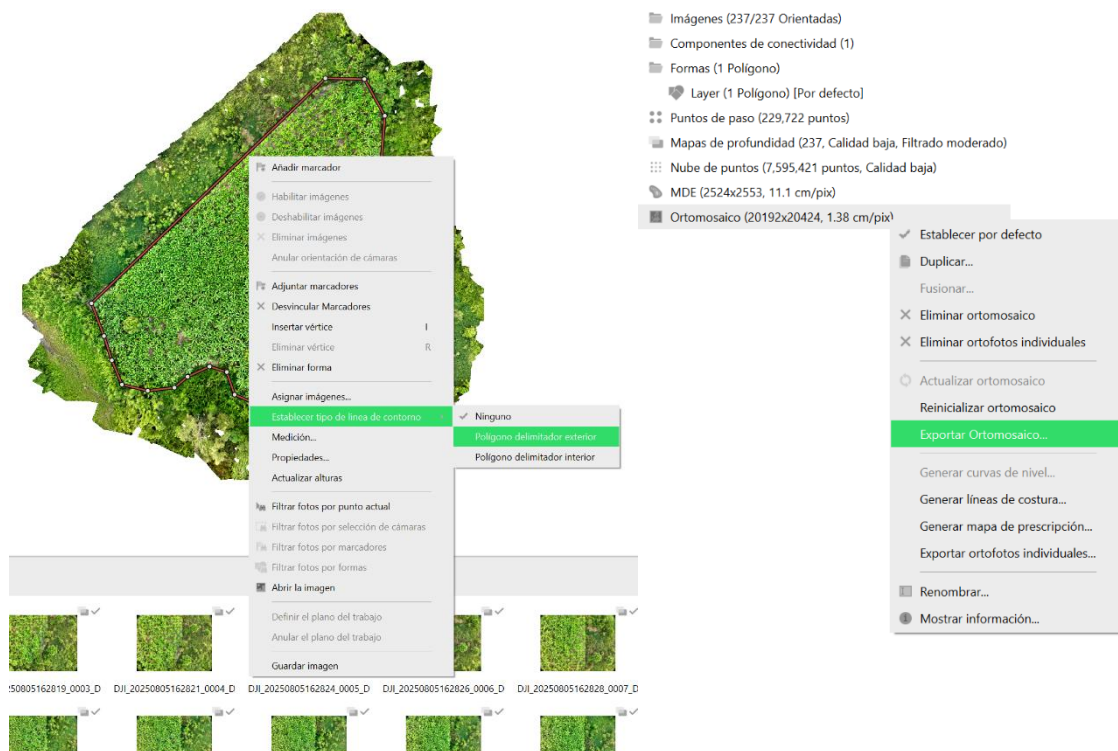 Añadir marcador
Habilitar imágenes
Deshabilitar imágenes
Eliminar imágenes
Anular orientación de cámaras
Adjuntar marcadores
Desvincular Marcadores
Insertar vértice I
Eliminar vértice R
Eliminar forma
Asignar imágenes...
Establecer tipo de línea de contorno
Medición...
Propiedades...
Actualizar alturas
Filtrar fotos por punto actual
Filtrar fotos por selección de cámaras
Filtrar fotos por marcadores
Filtrar fotos por formas
Abrir la imagen
Definir el plano del trabajo
Anular el plano del trabajo
Guardar imagen
Ninguno
Polígono delimitador exterior
Polígono delimitador interior
250805162819_0003_D DJI_20250805162821_0004_D DJI_20250805162824_0005_D DJI_20250805162826_0006_D DJI_20250805162828_0007_D
Imágenes (237/237 Orientadas)
Componentes de conectividad (1)
Formas (1 Polígono)
Layer (1 Polígono) [Por defecto]
Puntos de paso (229,722 puntos)
Mapas de profundidad (237, Calidad baja, Filtrado moderado)
Nube de puntos (7,595,421 puntos, Calidad baja)
MDE (2524x2553, 11.1 cm/pix)
Ortomosaico (20192x20424, 1.38 cm/pix)
Establecer por defecto
Duplicar...
Fusionar...
Eliminar ortomosaico
Eliminar ortofotos individuales
Actualizar ortomosaico
Reinicializar ortomosaico
Exportar Ortomosaico...
Generar curvas de nivel...
Generar líneas de costura...
Generar mapa de prescripción...
Exportar ortofotos individuales...
Renombrar...
Mostrar información...